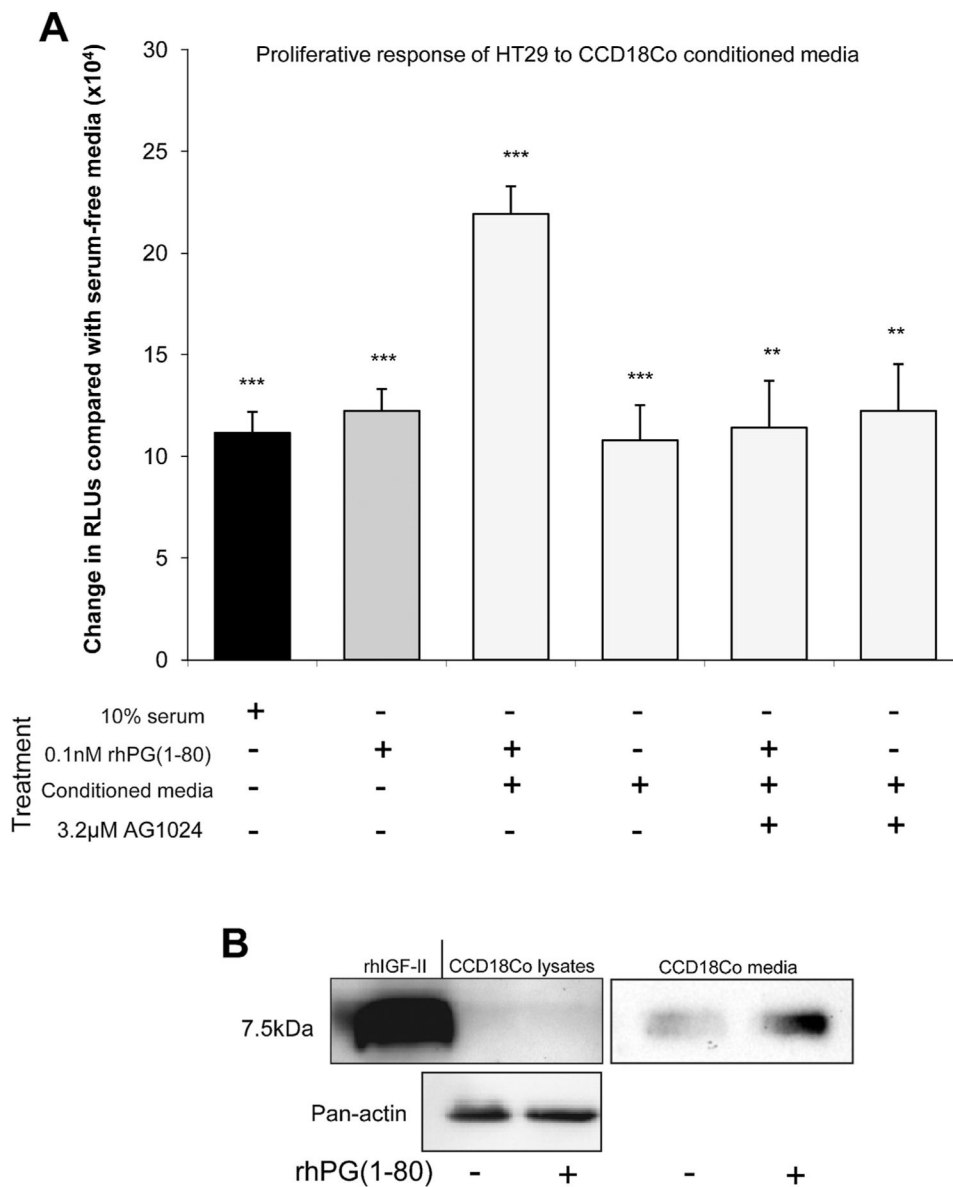 A
Proliferative response of HT29 to CCD18Co conditioned media
Change in RLUs compared with serum-free media (x10⁴)
30
25
20
15
10
5
0
*** *** *** *** ** **
Treatment
10% serum + - - - - -
0.1nM rhPG(1-80) - + + - + -
Conditioned media - - + + + +
3.2µM AG1024 - - - - + +
B
rhIGF-II CCD18Co lysates CCD18Co media
7.5kDa
Pan-actin
rhPG(1-80) - + - +